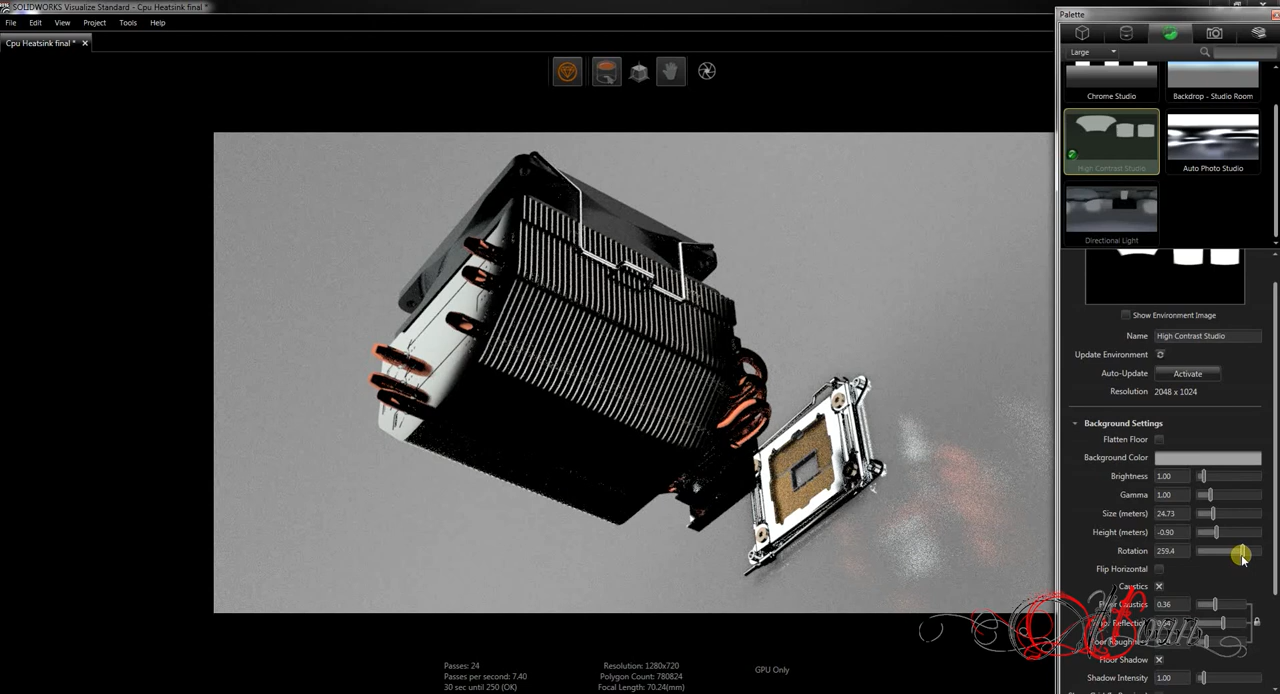 SOLIDWORKS Visualize Standard - Cpu Heatsink final *
File Edit View Project Tools Help
Cpu Heatsink final *
Palette
Large
Chrome Studio
Backdrop - Studio Room
High Contrast Studio
Auto Photo Studio
Directional Light
Show Environment Image
Name High Contrast Studio
Update Environment
Auto-Update Activate
Resolution 2048 x 1024
Background Settings
Flatten Floor
Background Color
Brightness 1.00
Gamma 1.00
Size (meters) 24.73
Height (meters) -0.90
Rotation 259.4
Flip Horizontal
Caustics
Floor Caustics 0.36
Floor Shadow
Shadow Intensity 1.00
Passes: 24
Passes per second: 7.40
30 sec until 250 (OK)
Resolution: 1280x720
Polygon Count: 780824
Focal Length: 70.24(mm)
GPU Only